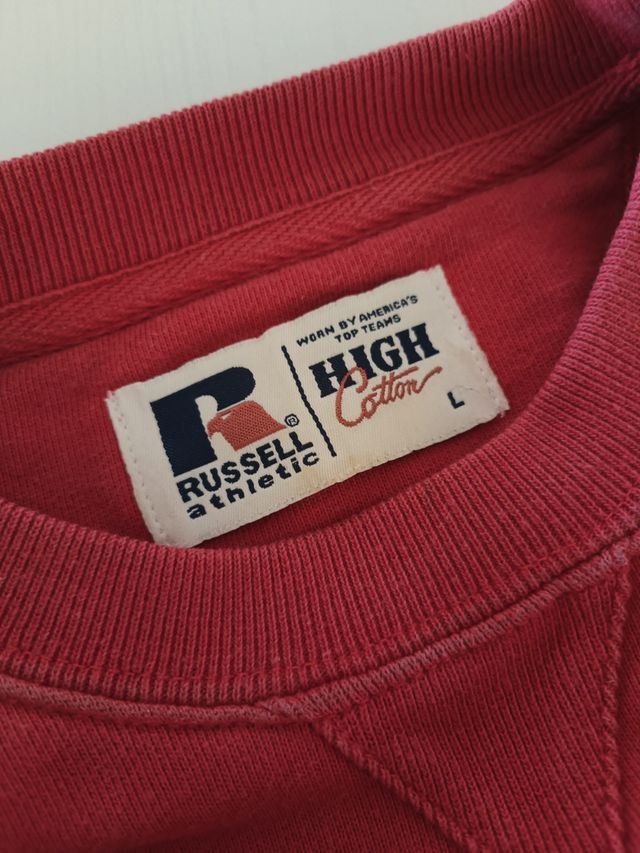 R
RUSSELL®
athletic
WORN BY AMERICA'S
TOP TEAMS
HIGH
Cotton
L